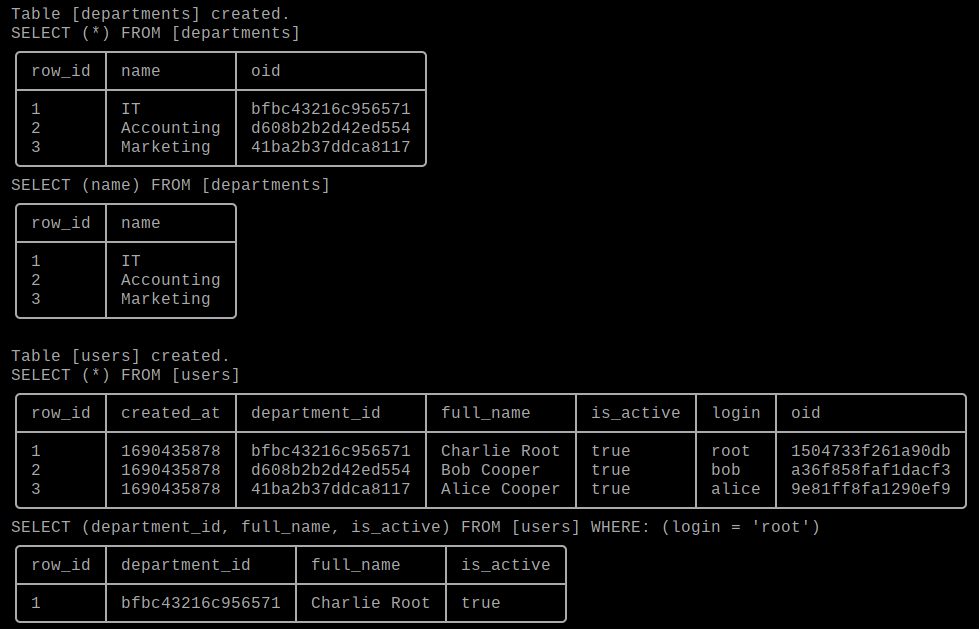 Table [departments] created.
SELECT (*) FROM [departments]
row_id name oid
1 IT bfbc43216c956571
2 Accounting d608b2b2d42ed554
3 Marketing 41ba2b37ddca8117
SELECT (name) FROM [departments]
row_id name
1 IT
2 Accounting
3 Marketing
Table [users] created.
SELECT (*) FROM [users]
row_id created_at department_id full_name is_active login oid
1 1690435878 bfbc43216c956571 Charlie Root true root 1504733f261a90db
2 1690435878 d608b2b2d42ed554 Bob Cooper true bob a36f858faf1dacf3
3 1690435878 41ba2b37ddca8117 Alice Cooper true alice 9e81ff8fa1290ef9
SELECT (department_id, full_name, is_active) FROM [users] WHERE: (login = 'root')
row_id department_id full_name is_active
1 bfbc43216c956571 Charlie Root true